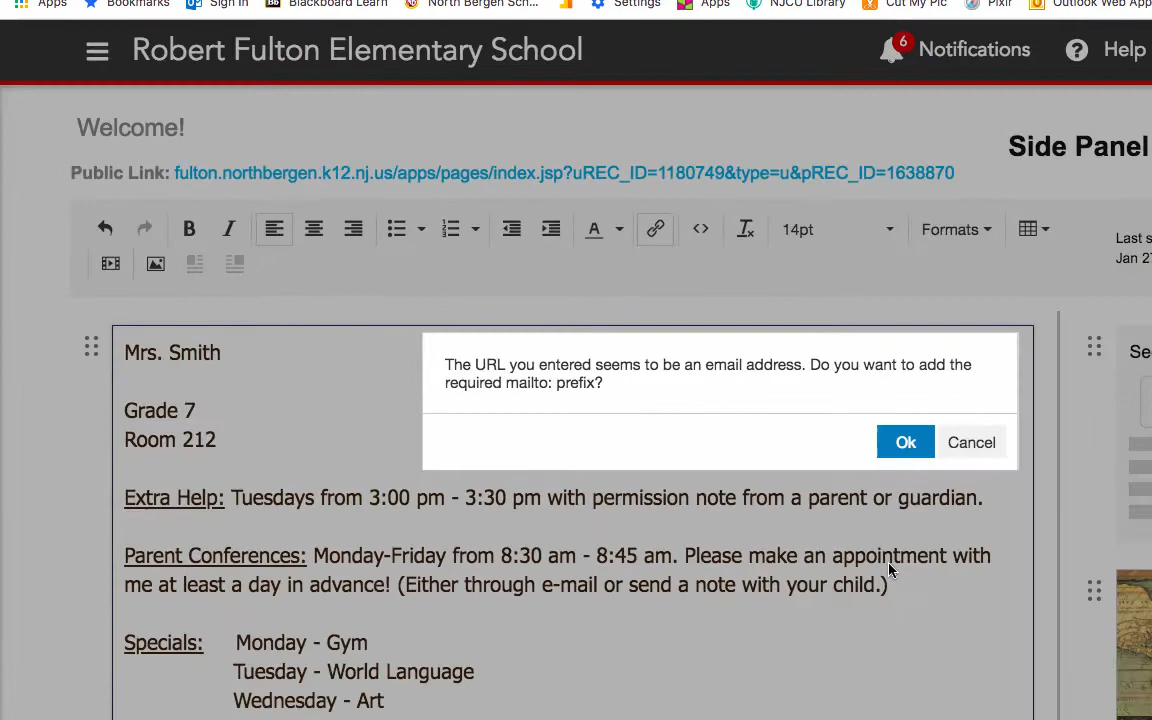 Apps Bookmarks Sign In Bb Blackboard Learn North Bergen Sch... Settings Apps NJCU Library Cut My Pic Pixlr Outlook Web App
Robert Fulton Elementary School 6 Notifications ? Help
Welcome!
Side Panel
Public Link: fulton.northbergen.k12.nj.us/apps/pages/index.jsp?uREC_ID=1180749&type=u&pREC_ID=1638870
B I A <> 14pt Formats
Last s
Jan 27
Mrs. Smith
The URL you entered seems to be an email address. Do you want to add the
required mailto: prefix?
Ok Cancel
Se
Grade 7
Room 212
Extra Help: Tuesdays from 3:00 pm - 3:30 pm with permission note from a parent or guardian.
Parent Conferences: Monday-Friday from 8:30 am - 8:45 am. Please make an appointment with
me at least a day in advance! (Either through e-mail or send a note with your child.)
Specials: Monday - Gym
Tuesday - World Language
Wednesday - Art